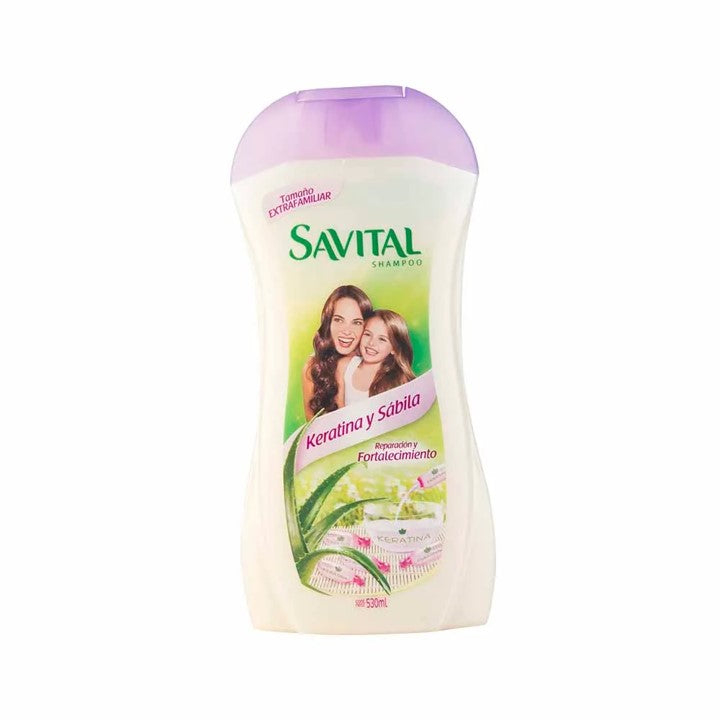 Tamaño
EXTRAFAMILIAR
SAVITAL
SHAMPOO
Keratina y Sábila
Reparación y
Fortalecimiento
KERATINA
530mL